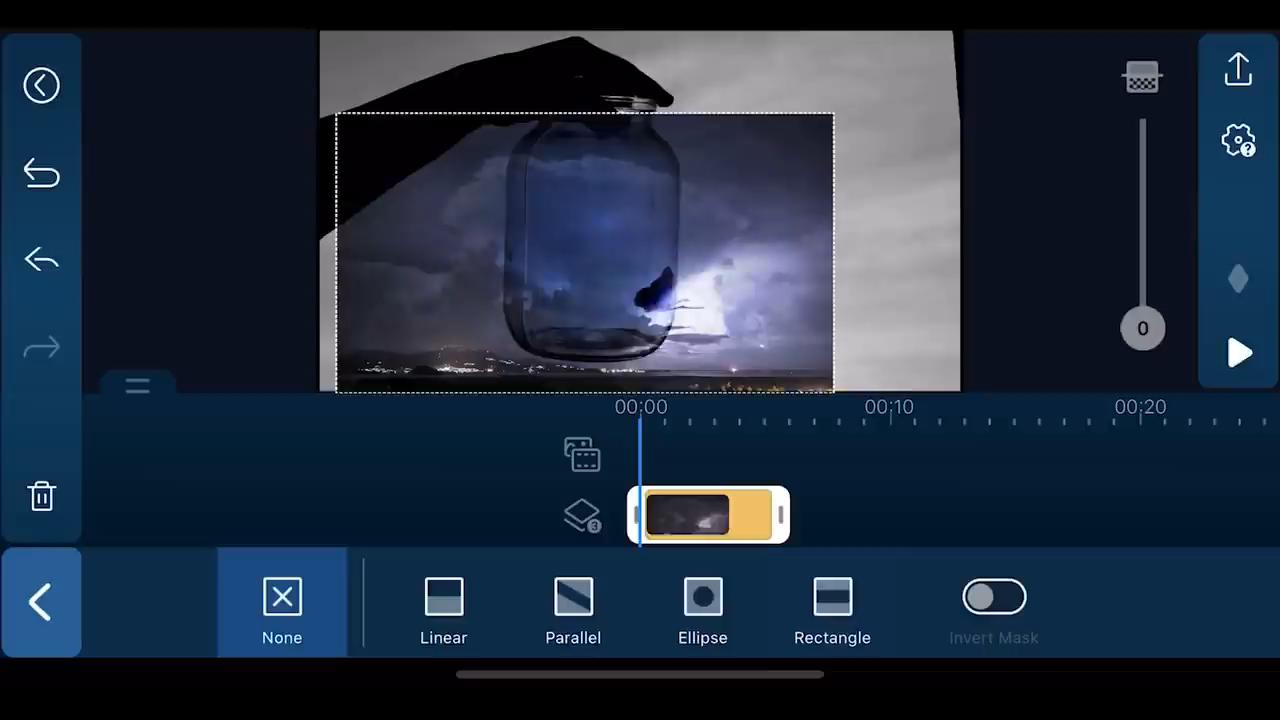 0
00:00
00:10
00:20
3
None
Linear
Parallel
Ellipse
Rectangle
Invert Mask